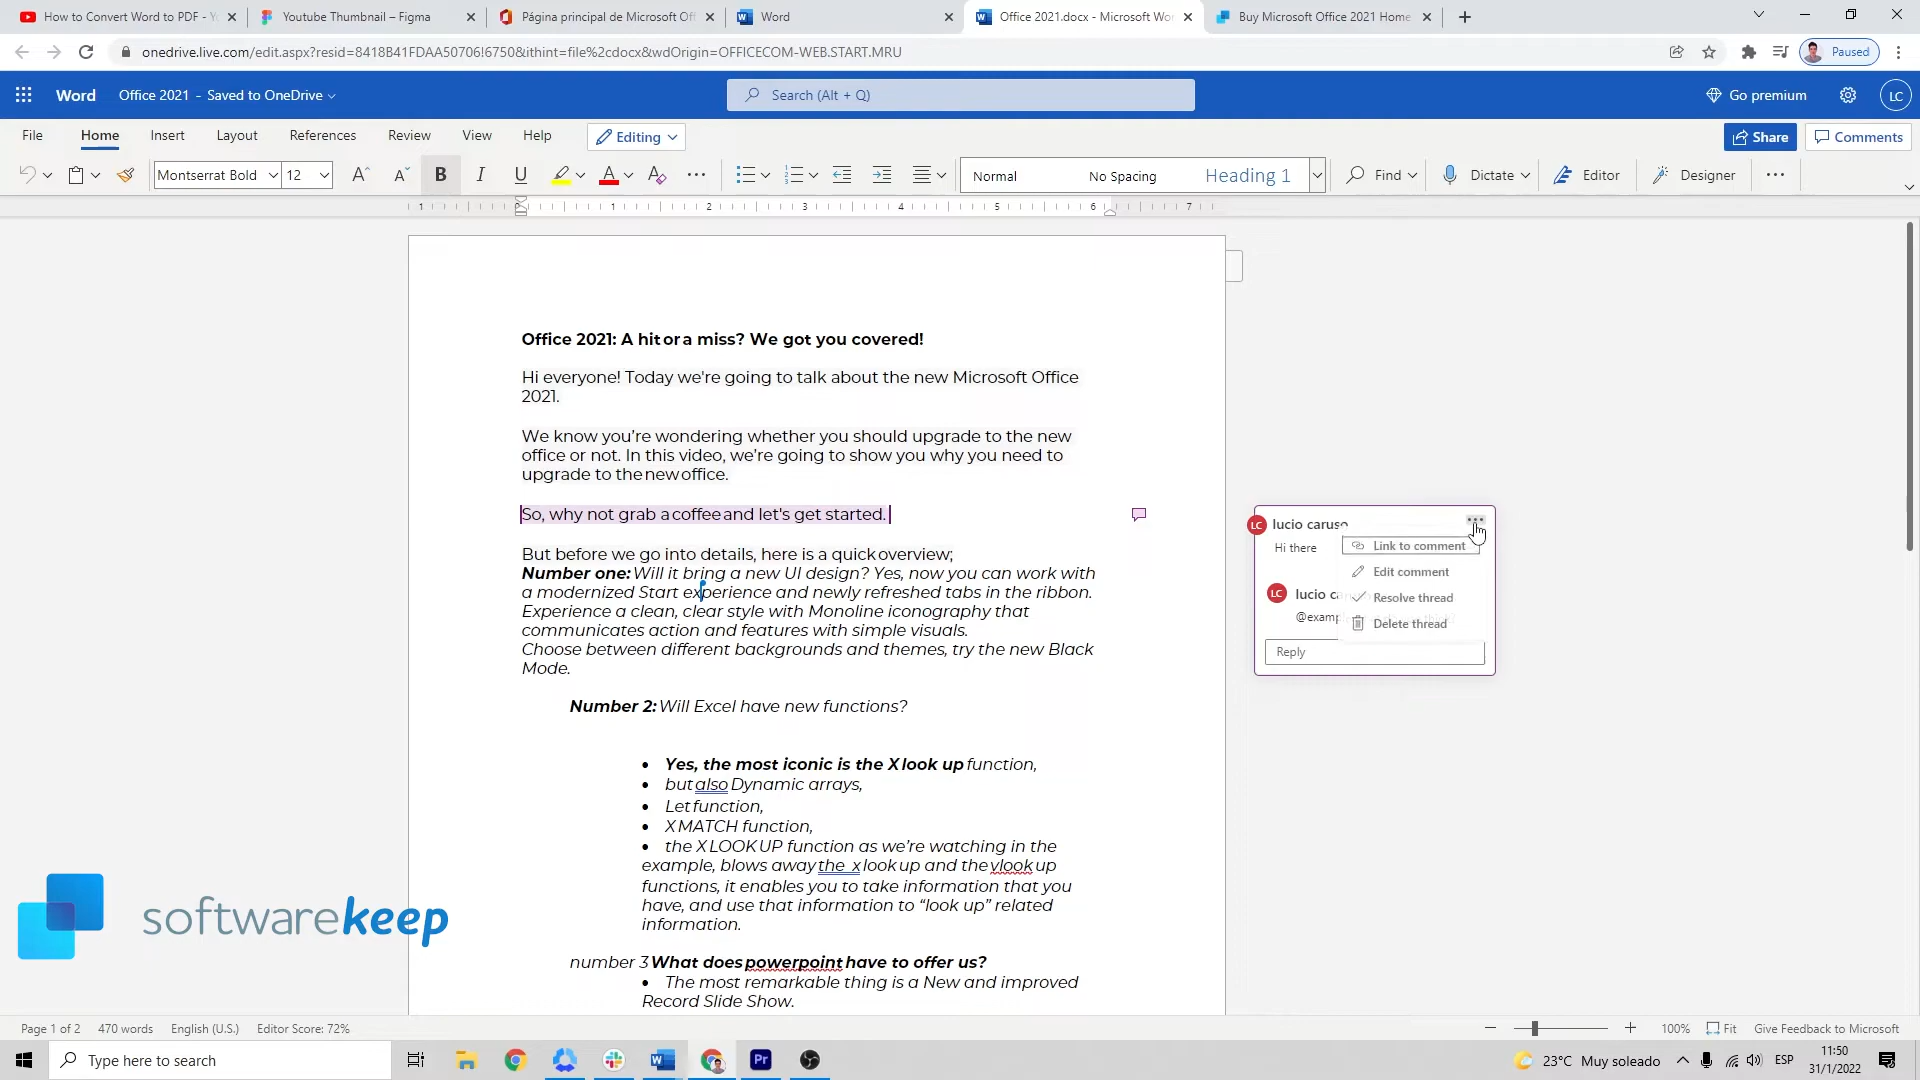 How to Convert Word to PDF - Y
Youtube Thumbnail – Figma
Página principal de Microsoft Off
Word
Office 2021.docx - Microsoft Wor
Buy Microsoft Office 2021 Home
onedrive.live.com/edit.aspx?resid=8418B41FDAA50706!6750&ithint=file%2cdocx&wdOrigin=OFFICECOM-WEB.START.MRU
Paused
Word
Office 2021 - Saved to OneDrive
Search (Alt + Q)
Go premium
LC
File Home Insert Layout References Review View Help Editing
Share
Comments
Montserrat Bold 12
B I U
Normal No Spacing Heading 1
Find Dictate Editor Designer
1 1 2 3 4 5 6 7
Office 2021: A hit or a miss? We got you covered!
Hi everyone! Today we're going to talk about the new Microsoft Office
2021.
We know you’re wondering whether you should upgrade to the new
office or not. In this video, we’re going to show you why you need to
upgrade to the new office.
So, why not grab a coffee and let's get started.
But before we go into details, here is a quick overview;
Number one: Will it bring a new UI design? Yes, now you can work with
a modernized Start experience and newly refreshed tabs in the ribbon.
Experience a clean, clear style with Monoline iconography that
communicates action and features with simple visuals.
Choose between different backgrounds and themes, try the new Black
Mode.
Number 2: Will Excel have new functions?
• Yes, the most iconic is the X look up function,
• but also Dynamic arrays,
• Let function,
• X MATCH function,
• the X LOOK UP function as we’re watching in the
example, blows away the x look up and the vlook up
functions, it enables you to take information that you
have, and use that information to “look up” related
information.
number 3 What does powerpoint have to offer us?
• The most remarkable thing is a New and improved
Record Slide Show.
LC lucio caruso
Hi there
Link to comment
Edit comment
LC lucio c
Resolve thread
@examp
Delete thread
Reply
softwarekeep
Page 1 of 2 470 words English (U.S.) Editor Score: 72%
100% Fit Give Feedback to Microsoft
Type here to search
Pr
23°C Muy soleado
ESP
11:50
31/1/2022